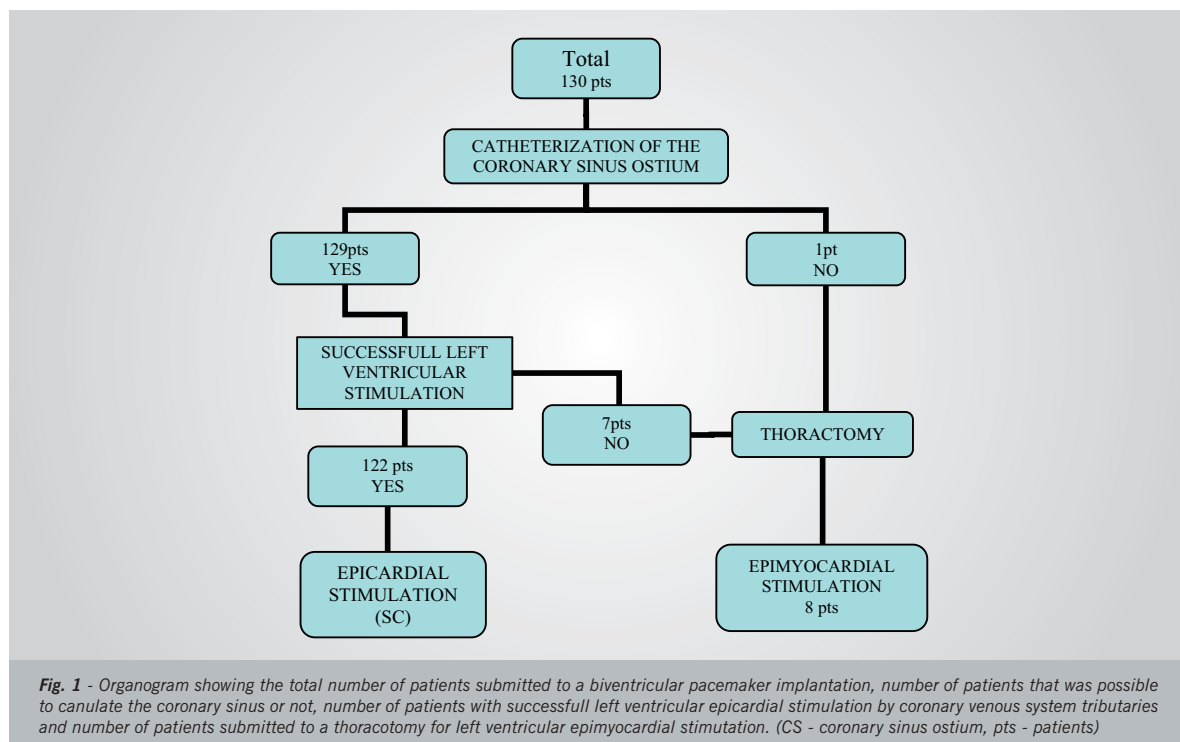 Total
130 pts
CATHETERIZATION OF THE
CORONARY SINUS OSTIUM
129pts
YES
1pt
NO
SUCCESSFULL LEFT
VENTRICULAR
STIMULATION
7pts
NO
THORACTOMY
122 pts
YES
EPICARDIAL
STIMULATION
(SC)
EPIMYOCARDIAL
STIMULATION
8 pts
Fig. 1 - Organogram showing the total number of patients submitted to a biventricular pacemaker implantation, number of patients that was possible
to canulate the coronary sinus or not, number of patients with successfull left ventricular epicardial stimulation by coronary venous system tributaries
and number of patients submitted to a thoracotomy for left ventricular epimyocardial stimutation. (CS - coronary sinus ostium, pts - patients)